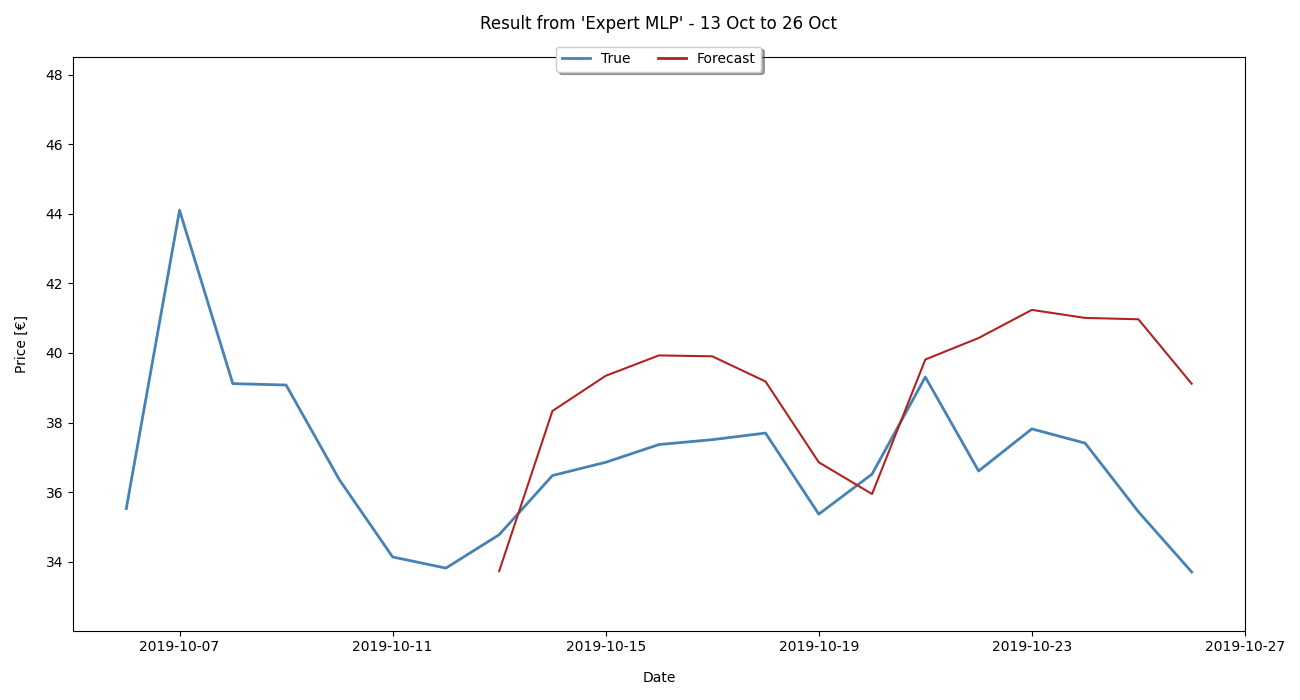 Result from 'Expert MLP' - 13 Oct to 26 Oct
True Forecast
48
46
44
42
40
38
36
34
Price [€]
2019-10-07 2019-10-11 2019-10-15 2019-10-19 2019-10-23 2019-10-27
Date